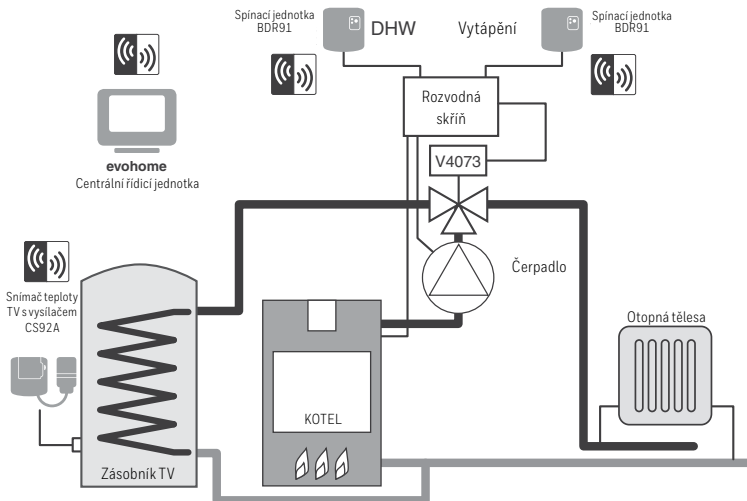 Spínací jednotka
BDR91
DHW
Vytápění
Spínací jednotka
BDR91
Rozvodná
skříň
V4073
evohome
Centrální řídicí jednotka
Čerpadlo
Snímač teploty
TV s vysílačem
CS92A
Otopná tělesa
KOTEL
Zásobník TV